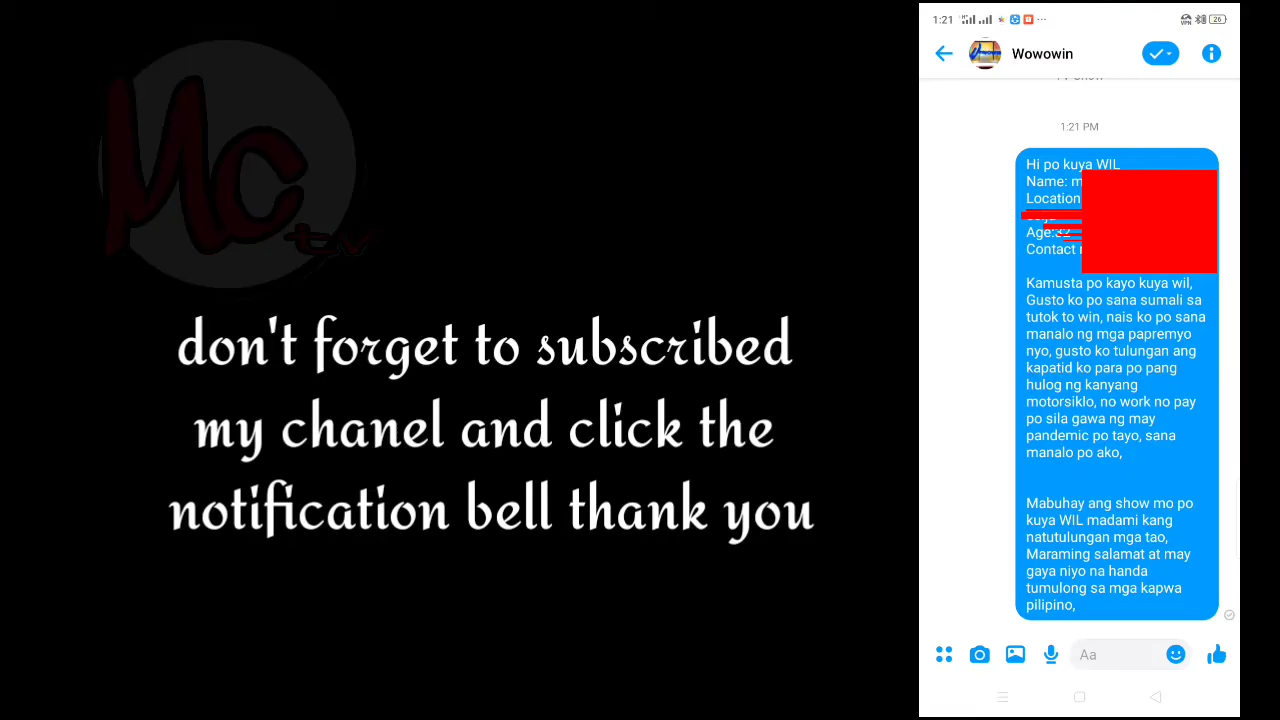 Mc
tv
don't forget to subscribed
my chanel and click the
notification bell thank you
1:21
26
Wowowin
1:21 PM
Hi po kuya WIL
Name: m
Location
Age:32
Contact
Kamusta po kayo kuya wil,
Gusto ko po sana sumali sa
tutok to win, nais ko po sana
manalo ng mga papremyo
nyo, gusto ko tulungan ang
kapatid ko para po pang
hulog ng kanyang
motorsiklo, no work no pay
po sila gawa ng may
pandemic po tayo, sana
manalo po ako,
Mabuhay ang show mo po
kuya WIL madami kang
natutulungan mga tao,
Maraming salamat at may
gaya niyo na handa
tumulong sa mga kapwa
pilipino,
Aa